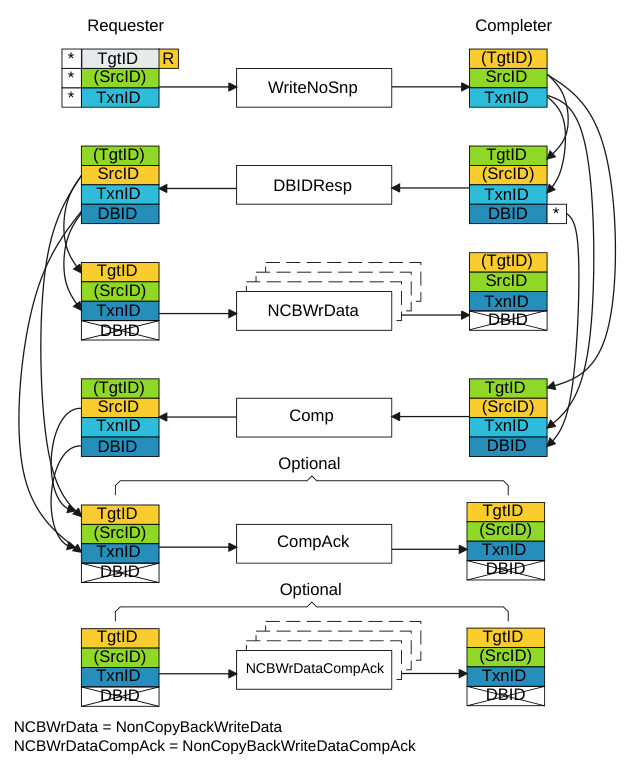 Requester Completer
* TgtID R (TgtID)
* (SrcID) SrcID
* TxnID WriteNoSnp TxnID
(TgtID) TgtID
SrcID DBIDResp (SrcID)
TxnID TxnID
DBID DBID *
TgtID (TgtID)
(SrcID) SrcID
TxnID NCBWrData TxnID
DBID DBID
(TgtID) TgtID
SrcID Comp (SrcID)
TxnID TxnID
DBID DBID
Optional
TgtID TgtID
(SrcID) (SrcID)
TxnID CompAck TxnID
DBID DBID
Optional
TgtID TgtID
(SrcID) (SrcID)
TxnID NCBWrDataCompAck TxnID
DBID DBID
NCBWrData = NonCopyBackWriteData
NCBWrDataCompAck = NonCopyBackWriteDataCompAck